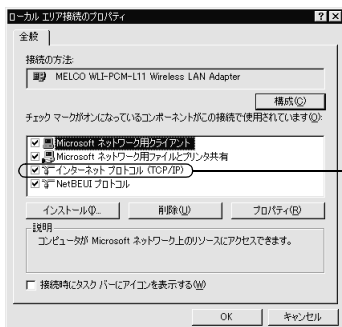 ローカル エリア接続のプロパティ
全般
接続の方法:
MELCO WLI-PCM-L11 Wireless LAN Adapter
構成(C)
チェック マークがオンになっているコンポーネントがこの接続で使用されています(O):
Microsoft ネットワーク用クライアント
Microsoft ネットワーク用ファイルとプリンタ共有
インターネット プロトコル (TCP/IP)
NetBEUI プロトコル
インストール(I)...
削除(U)
プロパティ(R)
説明
コンピュータが Microsoft ネットワーク上のリソースにアクセスできます。
接続時にタスク バーにアイコンを表示する(W)
OK
キャンセル